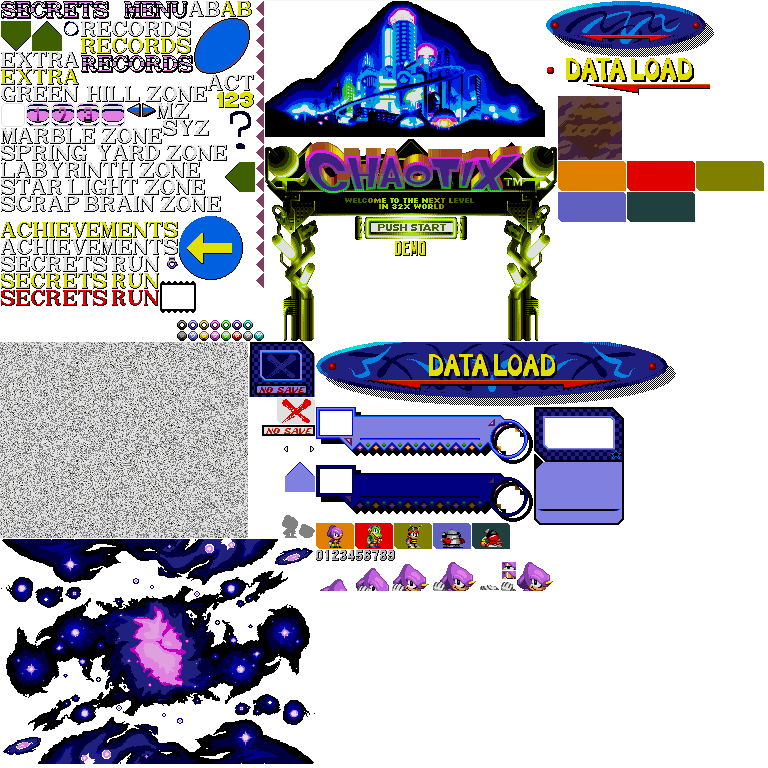 SECRETS MENU ABAB
RECORDS
RECORDS
EXTRA RECORDS
EXTRA
ACT
GREEN HILL ZONE
123
MZ
SYZ
MARBLE ZONE
SPRING YARD ZONE
LABYRINTH ZONE
STAR LIGHT ZONE
SCRAP BRAIN ZONE
?
ACHIEVEMENTS
ACHIEVEMENTS
SECRETS RUN
SECRETS RUN
SECRETS RUN
CHAOTIX
TM
WELCOME TO THE NEXT LEVEL
IN 32X WORLD
PUSH START
DEMO
DATA LOAD
DATA LOAD
NO SAVE
NO SAVE
0123456789